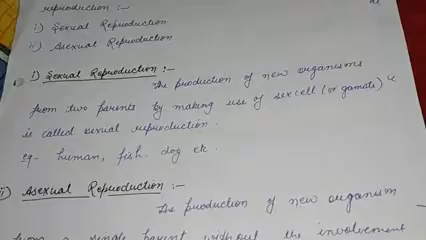 reproduction :-
i) Sexual Reproduction
ii) Asexual Reproduction
i) Sexual Reproduction :-
The production of new organisms
from two parents by making use of sex cell (or gamete)
is called sexual reproduction.
eg- human, fish. dog etc.
ii) Asexual Reproduction :-
The production of new organism
from a single parent without the involvement